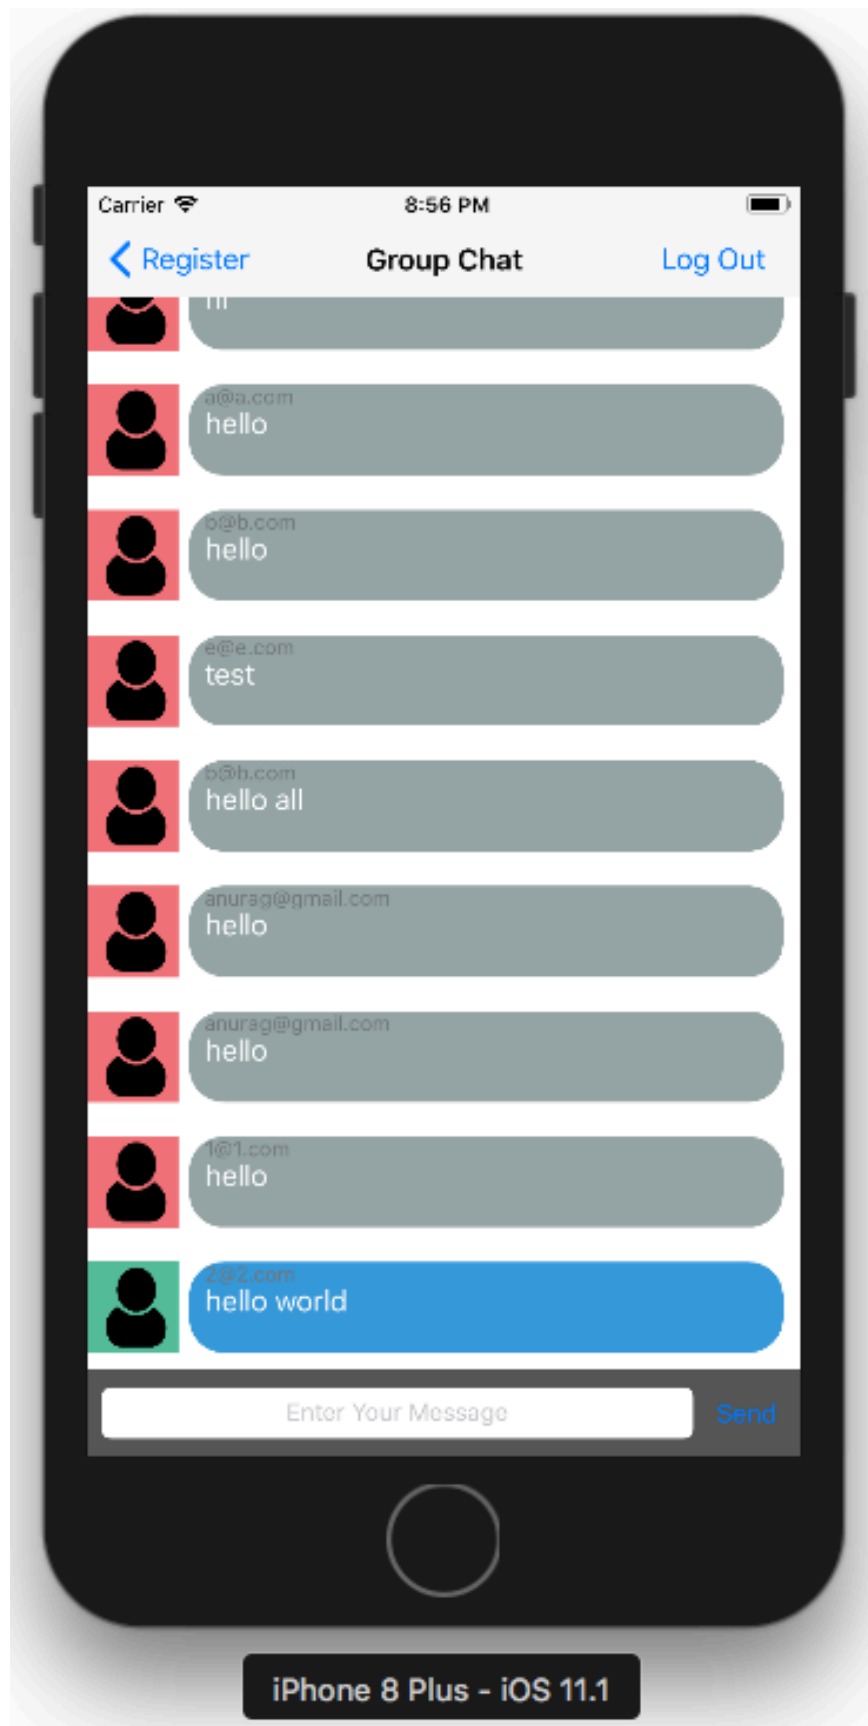 Carrier
8:56 PM
Register
Group Chat
Log Out
a@a.com
hello
b@b.com
hello
e@e.com
test
b@b.com
hello all
anurag@gmail.com
hello
anurag@gmail.com
hello
1@1.com
hello
2@2.com
hello world
Enter Your Message
Send
iPhone 8 Plus - iOS 11.1